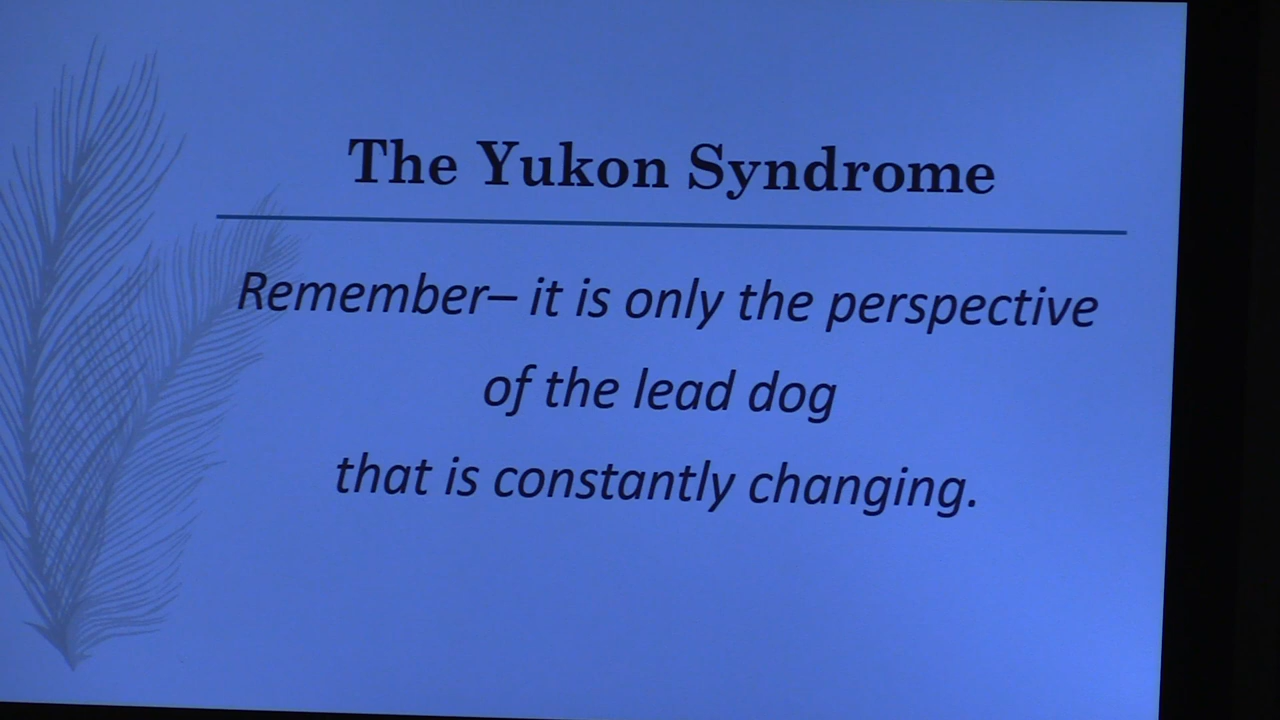 The Yukon Syndrome
Remember– it is only the perspective
of the lead dog
that is constantly changing.